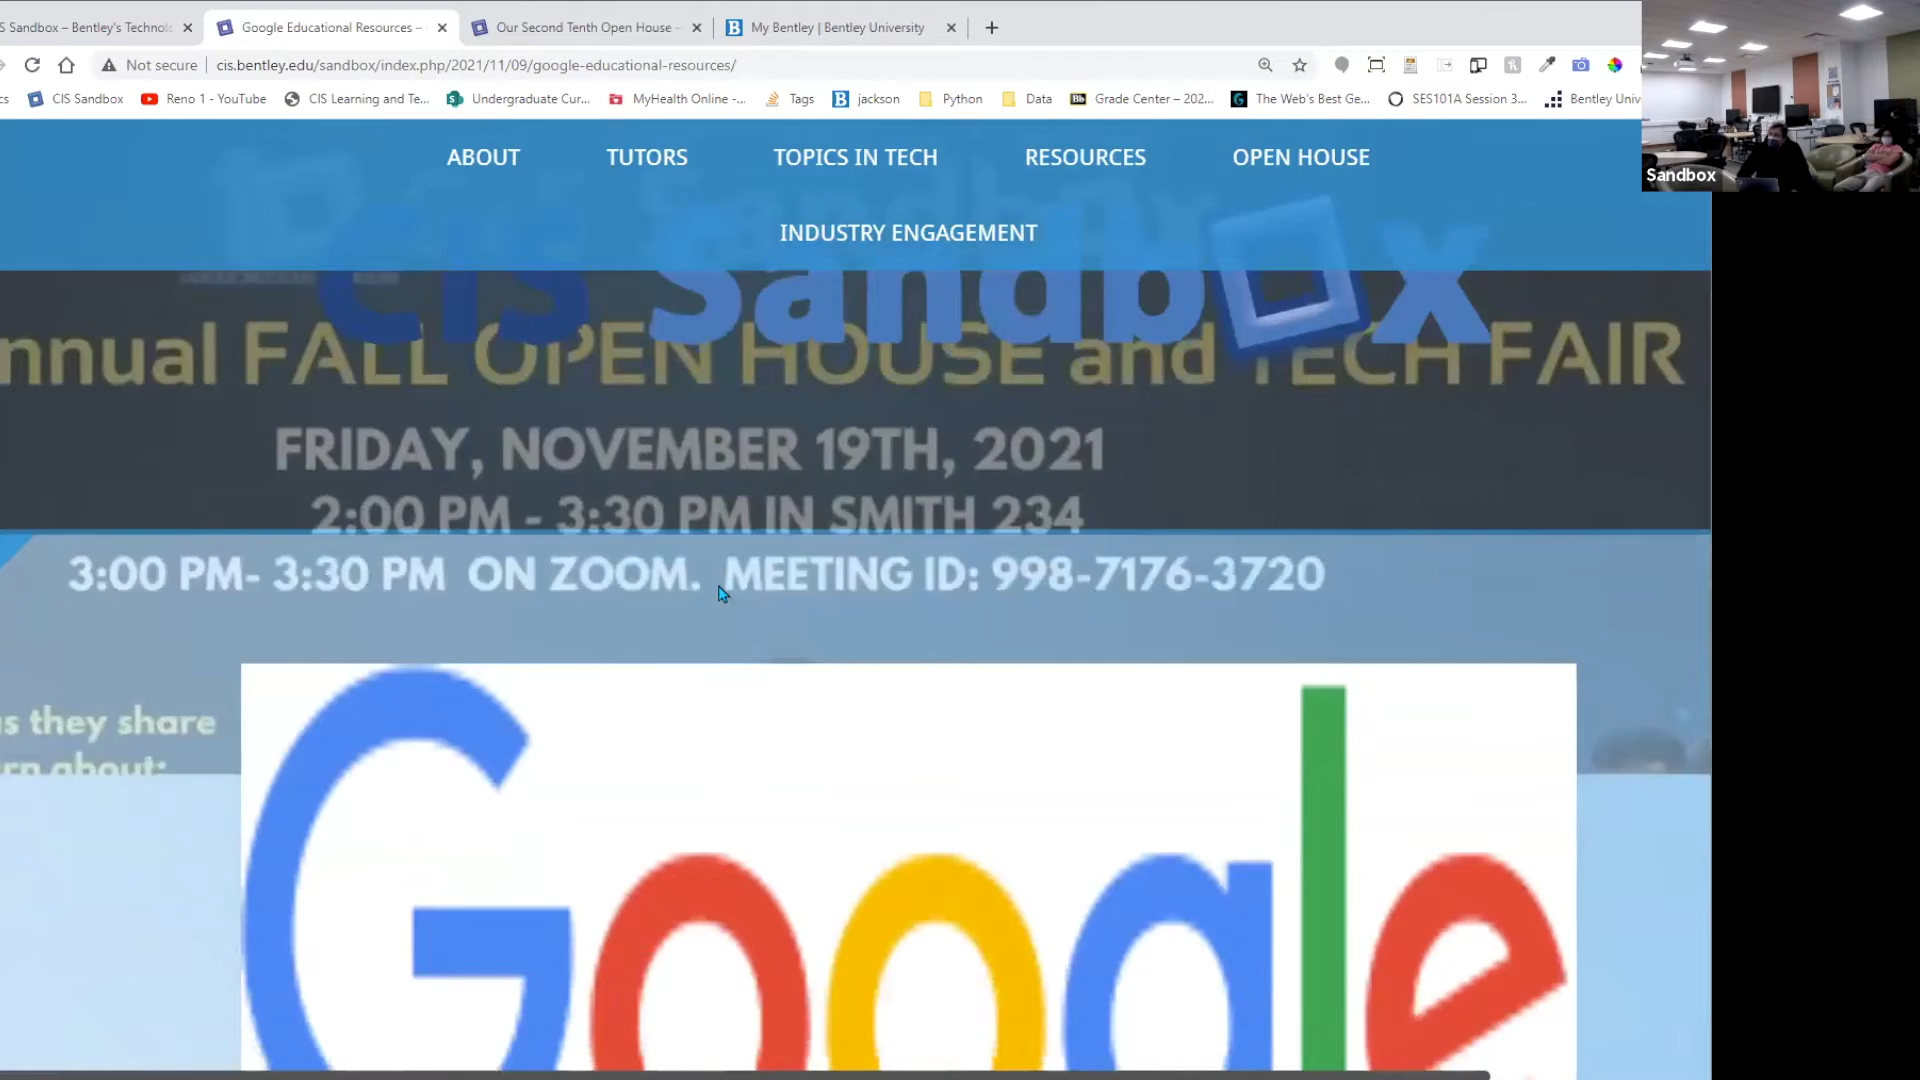 S Sandbox – Bentley's Technolo
Google Educational Resources –
Our Second Tenth Open House –
My Bentley | Bentley University
Not secure
cis.bentley.edu/sandbox/index.php/2021/11/09/google-educational-resources/
cs
CIS Sandbox
Reno 1 - YouTube
CIS Learning and Te...
Undergraduate Cur...
MyHealth Online -...
Tags
jackson
Python
Data
Grade Center – 202...
The Web's Best Ge...
SES101A Session 3...
Bentley Univ
Sandbox
ABOUT
TUTORS
TOPICS IN TECH
RESOURCES
OPEN HOUSE
INDUSTRY ENGAGEMENT
CIS Sandbox
nnual FALL OPEN HOUSE and TECH FAIR
FRIDAY, NOVEMBER 19TH, 2021
2:00 PM - 3:30 PM IN SMITH 234
3:00 PM- 3:30 PM ON ZOOM. MEETING ID: 998-7176-3720
s they share
rn about:
Google